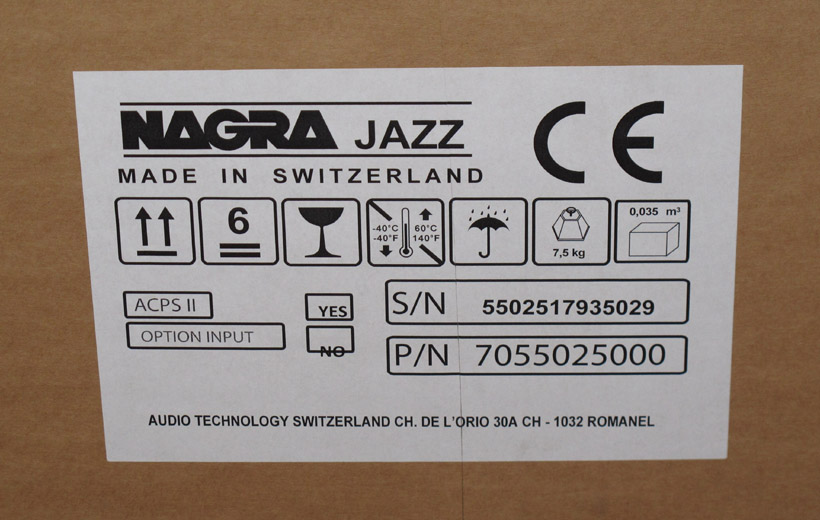 NAGRA JAZZ
CE
MADE IN SWITZERLAND
6
-40°C 60°C
-40°F 140°F
7,5 kg
0,035 m³
ACPS II YES
OPTION INPUT NO
S/N 5502517935029
P/N 7055025000
AUDIO TECHNOLOGY SWITZERLAND CH. DE L'ORIO 30A CH - 1032 ROMANEL